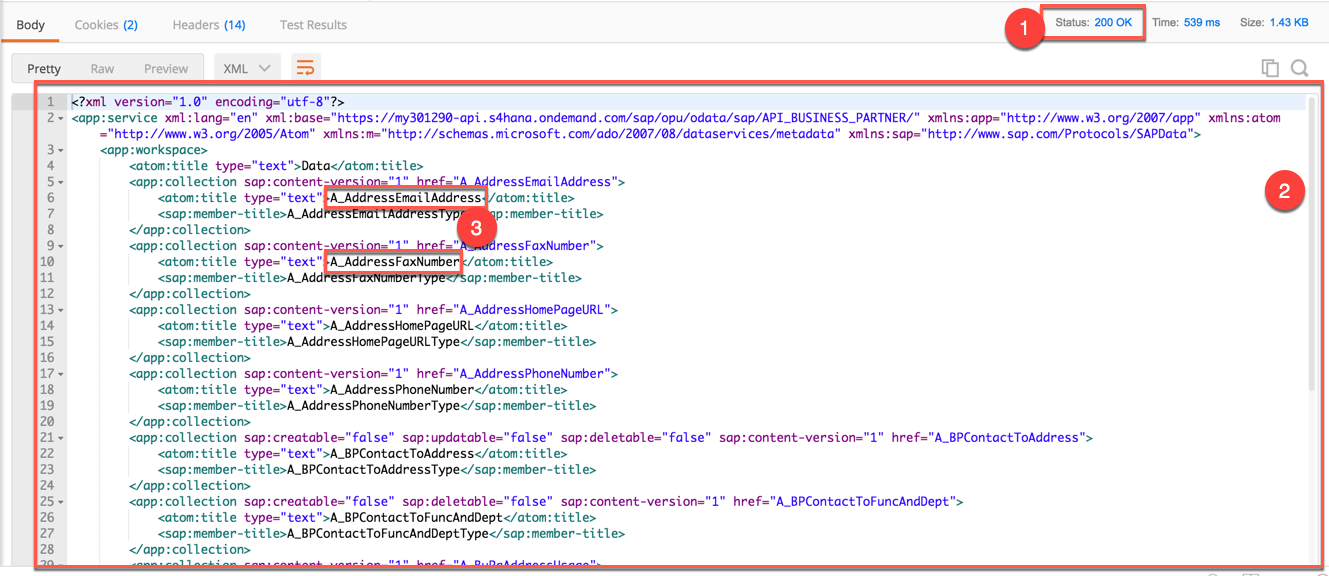 Body Cookies (2) Headers (14) Test Results 1 Status: 200 OK Time: 539 ms Size: 1.43 KB
Pretty Raw Preview XML
1 <?xml version="1.0" encoding="utf-8"?>
2 <app:service xml:lang="en" xml:base="https://my301290-api.s4hana.ondemand.com/sap/opu/odata/sap/API_BUSINESS_PARTNER/" xmlns:app="http://www.w3.org/2007/app" xmlns:atom
="http://www.w3.org/2005/Atom" xmlns:m="http://schemas.microsoft.com/ado/2007/08/dataservices/metadata" xmlns:sap="http://www.sap.com/Protocols/SAPData">
3 <app:workspace>
4 <atom:title type="text">Data</atom:title>
5 <app:collection sap:content-version="1" href="A_AddressEmailAddress">
6 <atom:title type="text">A_AddressEmailAddress</atom:title>
2
7 <sap:member-title>A_AddressEmailAddressType</sap:member-title>
8 </app:collection>
3
9 <app:collection sap:content-version="1" href="A_AddressFaxNumber">
10 <atom:title type="text">A_AddressFaxNumber</atom:title>
11 <sap:member-title>A_AddressFaxNumberType</sap:member-title>
12 </app:collection>
13 <app:collection sap:content-version="1" href="A_AddressHomePageURL">
14 <atom:title type="text">A_AddressHomePageURL</atom:title>
15 <sap:member-title>A_AddressHomePageURLType</sap:member-title>
16 </app:collection>
17 <app:collection sap:content-version="1" href="A_AddressPhoneNumber">
18 <atom:title type="text">A_AddressPhoneNumber</atom:title>
19 <sap:member-title>A_AddressPhoneNumberType</sap:member-title>
20 </app:collection>
21 <app:collection sap:creatable="false" sap:updatable="false" sap:deletable="false" sap:content-version="1" href="A_BPContactToAddress">
22 <atom:title type="text">A_BPContactToAddress</atom:title>
23 <sap:member-title>A_BPContactToAddressType</sap:member-title>
24 </app:collection>
25 <app:collection sap:creatable="false" sap:deletable="false" sap:content-version="1" href="A_BPContactToFuncAndDept">
26 <atom:title type="text">A_BPContactToFuncAndDept</atom:title>
27 <sap:member-title>A_BPContactToFuncAndDeptType</sap:member-title>
28 </app:collection>
29 <app:collection sap:content-version="1" href="A_BuPaAddressUsage">